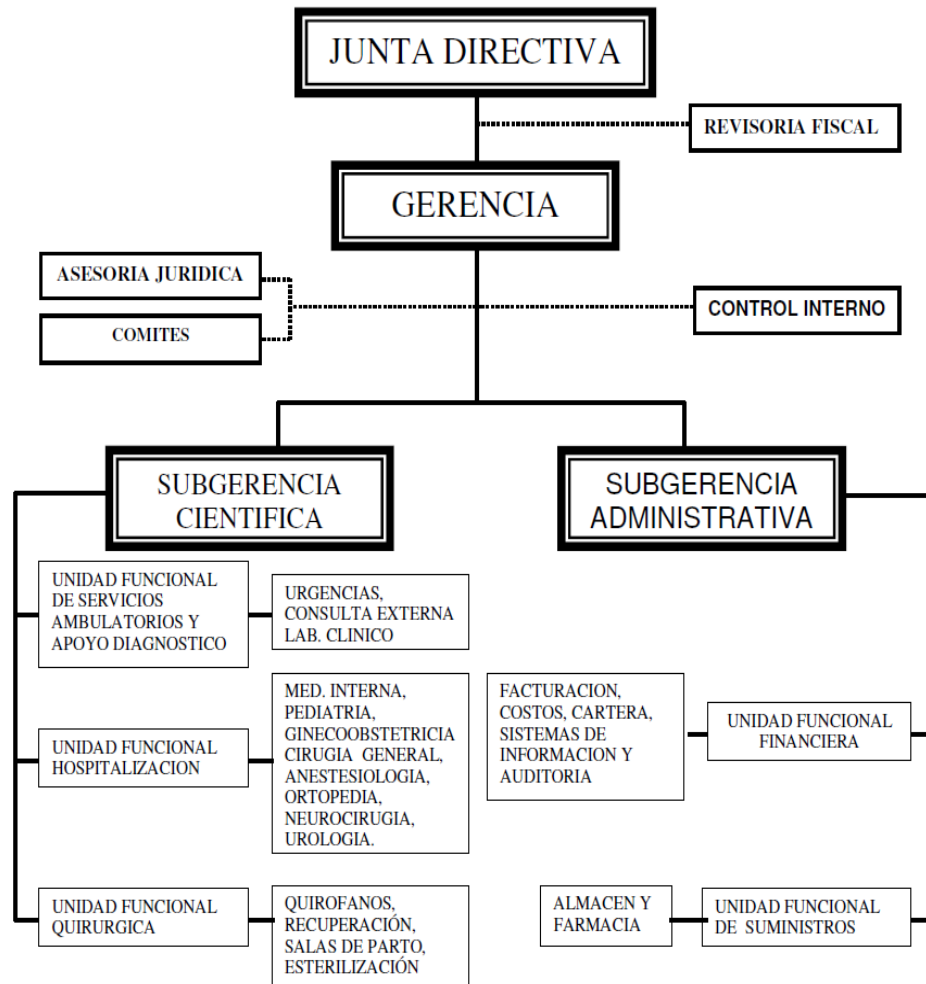 JUNTA DIRECTIVA
REVISORIA FISCAL
GERENCIA
ASESORIA JURIDICA
COMITES
CONTROL INTERNO
SUBGERENCIA
CIENTIFICA
SUBGERENCIA
ADMINISTRATIVA
UNIDAD FUNCIONAL
DE SERVICIOS
AMBULATORIOS Y
APOYO DIAGNOSTICO
URGENCIAS,
CONSULTA EXTERNA
LAB. CLINICO
UNIDAD FUNCIONAL
HOSPITALIZACION
MED. INTERNA,
PEDIATRIA,
GINECOOBSTETRICIA
CIRUGIA GENERAL,
ANESTESIOLOGIA,
ORTOPEDIA,
NEUROCIRUGIA,
UROLOGIA.
FACTURACION,
COSTOS, CARTERA,
SISTEMAS DE
INFORMACION Y
AUDITORIA
UNIDAD FUNCIONAL
FINANCIERA
UNIDAD FUNCIONAL
QUIRURGICA
QUIROFANOS,
RECUPERACIÓN,
SALAS DE PARTO,
ESTERILIZACIÓN
ALMACEN Y
FARMACIA
UNIDAD FUNCIONAL
DE SUMINISTROS